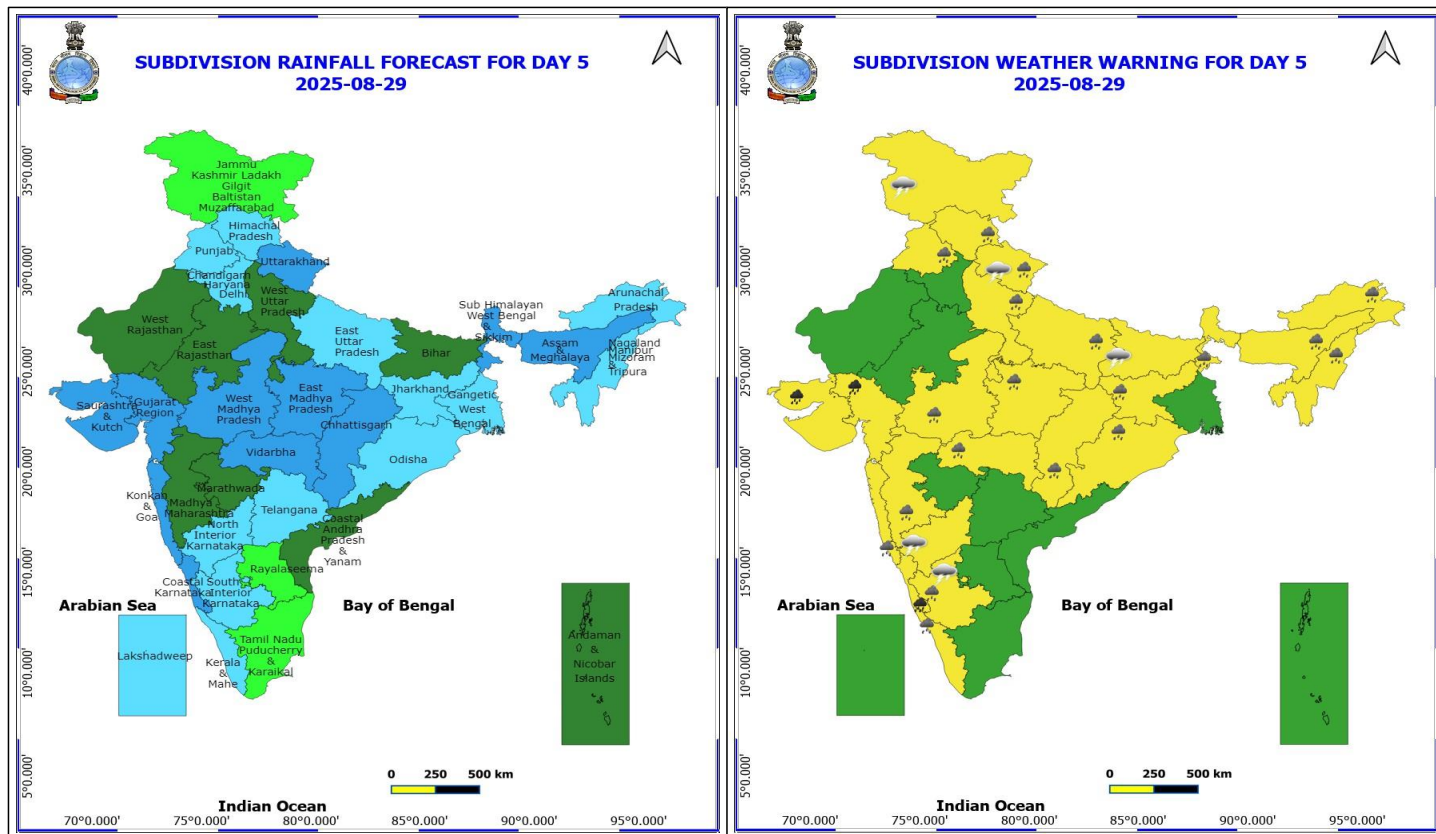 SUBDIVISION RAINFALL FORECAST FOR DAY 5
2025-08-29
40°0.000'
35°0.000'
30°0.000'
25°0.000'
20°0.000'
15°0.000'
10°0.000'
5°0.000'
Jammu
Kashmir Ladakh
Gilgit
Baltistan
Muzaffarabad
Himachal
Pradesh
Punjab
Uttarakhand
Chandigarh
Haryana
Delhi
West
Uttar
Pradesh
West
Rajasthan
East
Rajasthan
East
Uttar
Pradesh
Bihar
Sub Himalayan
West Bengal
&
Sikkim
Arunachal
Pradesh
Assam
&
Meghalaya
Nagaland
Manipur
Mizoram
&
Tripura
Saurashtra
&
Kutch
Gujarat
Region
West
Madhya
Pradesh
East
Madhya
Pradesh
Jharkhand
Gangetic
West
Bengal
Chhattisgarh
Vidarbha
Odisha
Konkan
&
Goa
Madhya
Maharashtra
Marathwada
Telangana
North
Interior
Karnataka
Coastal
Andhra
Pradesh
&
Yanam
Rayalaseema
Coastal
Karnataka
South
Interior
Karnataka
Arabian Sea
Bay of Bengal
Lakshadweep
Kerala
&
Mahe
Tamil Nadu
Puducherry
&
Karaikal
Andaman
&
Nicobar
Islands
0 250 500 km
Indian Ocean
70°0.000' 75°0.000' 80°0.000' 85°0.000' 90°0.000' 95°0.000'
SUBDIVISION WEATHER WARNING FOR DAY 5
2025-08-29
40°0.000'
35°0.000'
30°0.000'
25°0.000'
20°0.000'
15°0.000'
10°0.000'
5°0.000'
Arabian Sea
Bay of Bengal
0 250 500 km
Indian Ocean
70°0.000' 75°0.000' 80°0.000' 85°0.000' 90°0.000' 95°0.000'